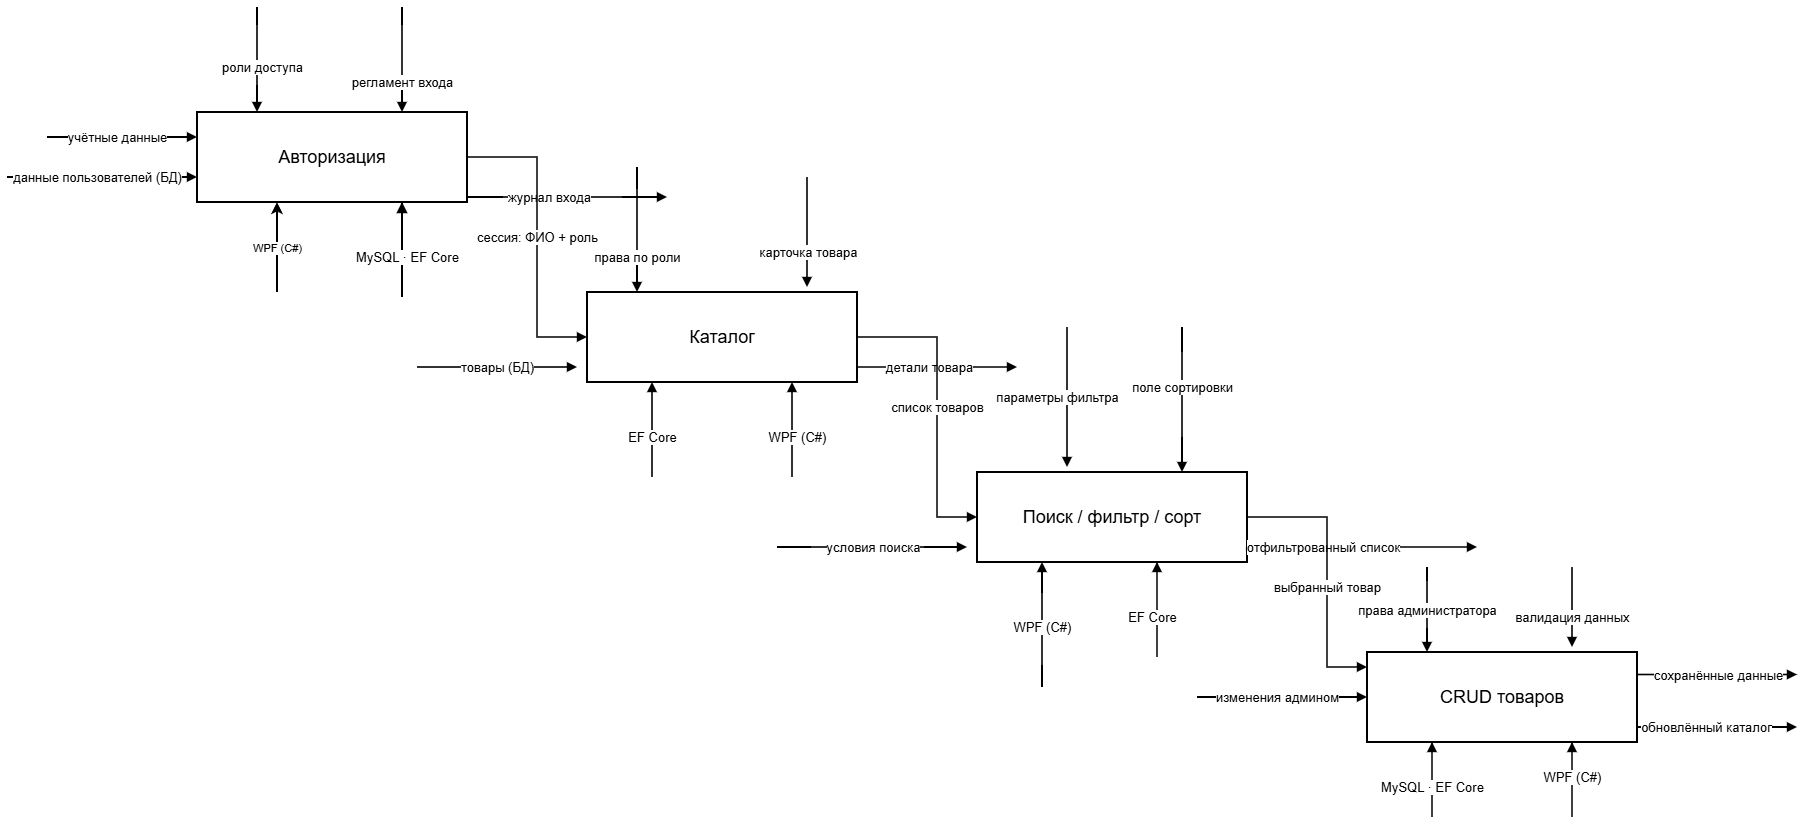 роли доступа
регламент входа
учётные данные
Авторизация
данные пользователей (БД)
журнал входа
сессия: ФИО + роль
WPF (C#)
MySQL · EF Core
права по роли
карточка товара
Каталог
товары (БД)
детали товара
список товаров
параметры фильтра
поле сортировки
EF Core
WPF (C#)
Поиск / фильтр / сорт
условия поиска
отфильтрованный список
выбранный товар
права администратора
валидация данных
WPF (C#)
EF Core
сохранённые данные
изменения админом
CRUD товаров
обновлённый каталог
MySQL · EF Core
WPF (C#)